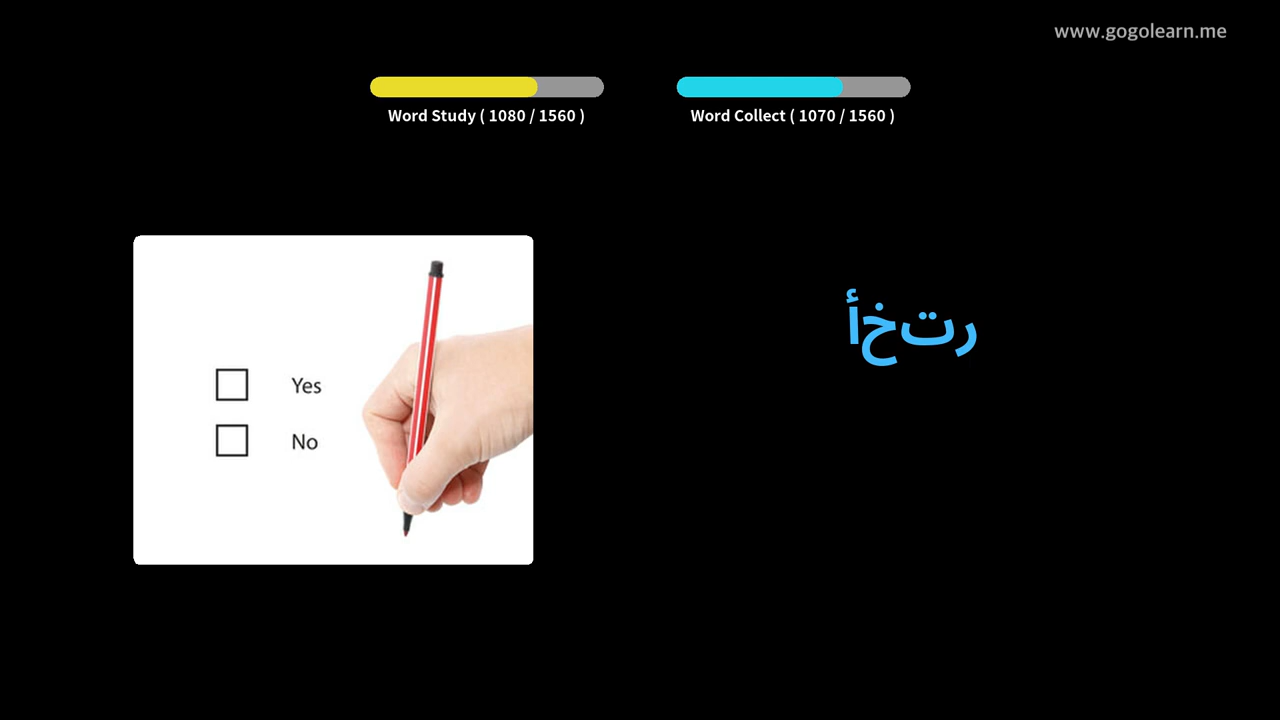 www.gogolearn.me
Word Study ( 1080 / 1560 )
Word Collect ( 1070 / 1560 )
رتخأ
Yes
No